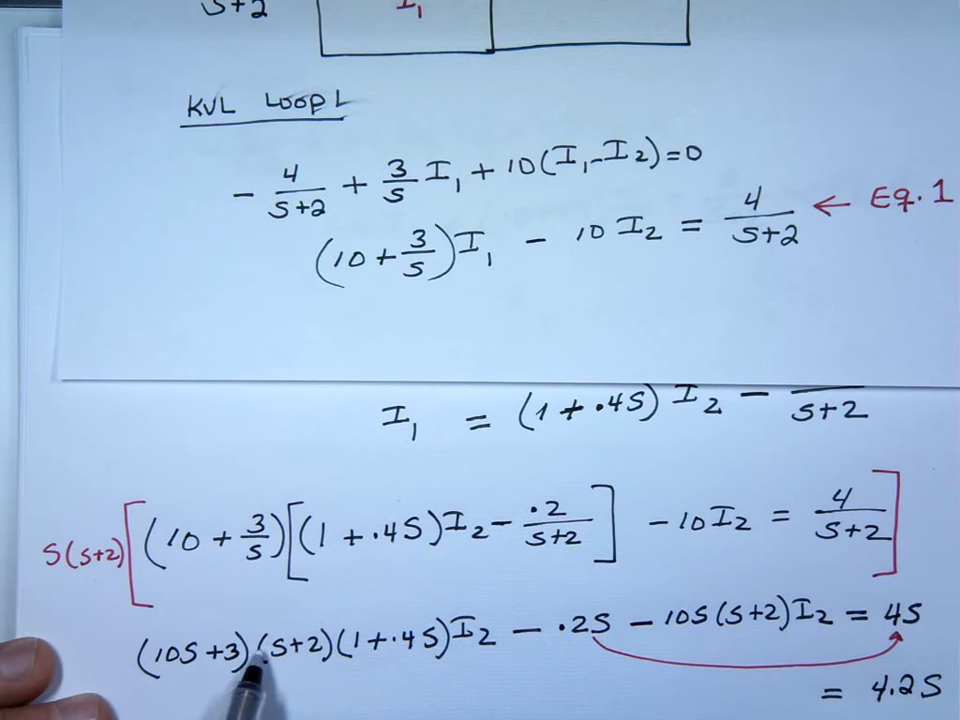 S+2
I₁
KVL LOOP 1
- 4/(S+2) + 3/S I₁ + 10(I₁ - I₂) = 0
(10 + 3/S) I₁ - 10 I₂ = 4/(S+2) ← Eq. 1
I₁ = (1 + .4S) I₂ - /(S+2)
S(S+2) [ (10 + 3/S) [ (1 + .4S) I₂ - .2/(S+2) ] - 10 I₂ = 4/(S+2) ]
(10S + 3)(S+2)(1 + .4S) I₂ - .2S - 10S(S+2) I₂ = 4S
= 4.2S